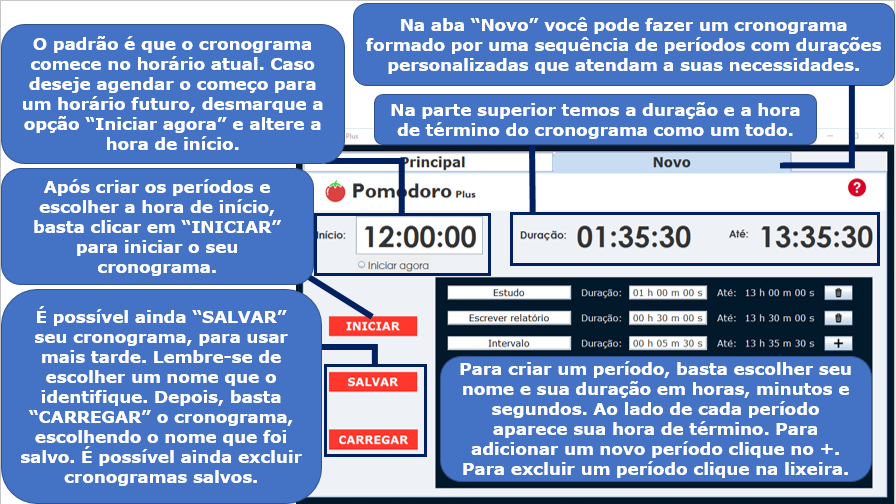 Na aba “Novo” você pode fazer um cronograma
formado por uma sequência de períodos com durações
personalizadas que atendam a suas necessidades.
O padrão é que o cronograma
comece no horário atual. Caso
deseje agendar o começo para
um horário futuro, desmarque a
opção “Iniciar agora” e altere a
hora de início.
Na parte superior temos a duração e a hora
de término do cronograma como um todo.
Plus
Principal
Novo
Após criar os períodos e
escolher a hora de início,
basta clicar em “INICIAR”
para iniciar o seu
cronograma.
Pomodoro Plus
?
Início: 12:00:00
Iniciar agora
Duração: 01:35:30
Até: 13:35:30
É possível ainda “SALVAR”
seu cronograma, para usar
mais tarde. Lembre-se de
escolher um nome que o
identifique. Depois, basta
“CARREGAR” o cronograma,
escolhendo o nome que foi
salvo. É possível ainda excluir
cronogramas salvos.
INICIAR
SALVAR
CARREGAR
Estudo Duração: 01 h 00 m 00 s Até: 13 h 00 m 00 s
Escrever relatório Duração: 00 h 30 m 00 s Até: 13 h 30 m 00 s
Intervalo Duração: 00 h 05 m 30 s Até: 13 h 35 m 30 s +
Para criar um período, basta escolher seu
nome e sua duração em horas, minutos e
segundos. Ao lado de cada período
aparece sua hora de término. Para
adicionar um novo período clique no +.
Para excluir um período clique na lixeira.